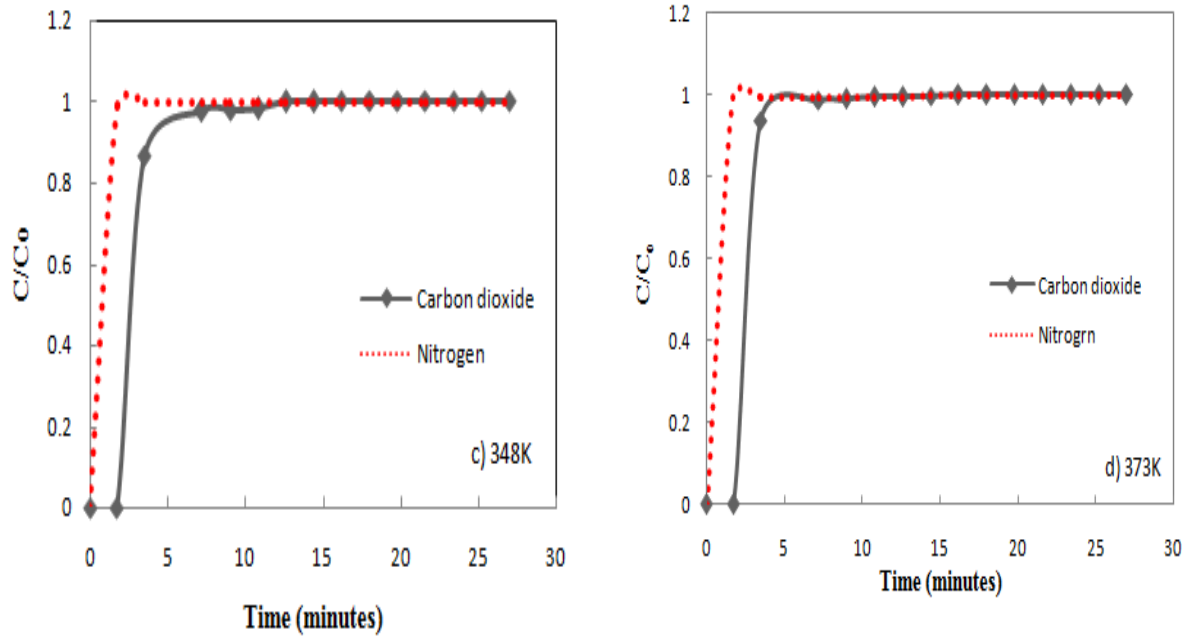 1.2
1
0.8
0.6
0.4
0.2
0
C/Co
Carbon dioxide
Nitrogen
c) 348K
0 5 10 15 20 25 30
Time (minutes)
1.2
1
0.8
0.6
0.4
0.2
0
C/Co
Carbon dioxide
Nitrogrn
d) 373K
0 5 10 15 20 25 30
Time (minutes)